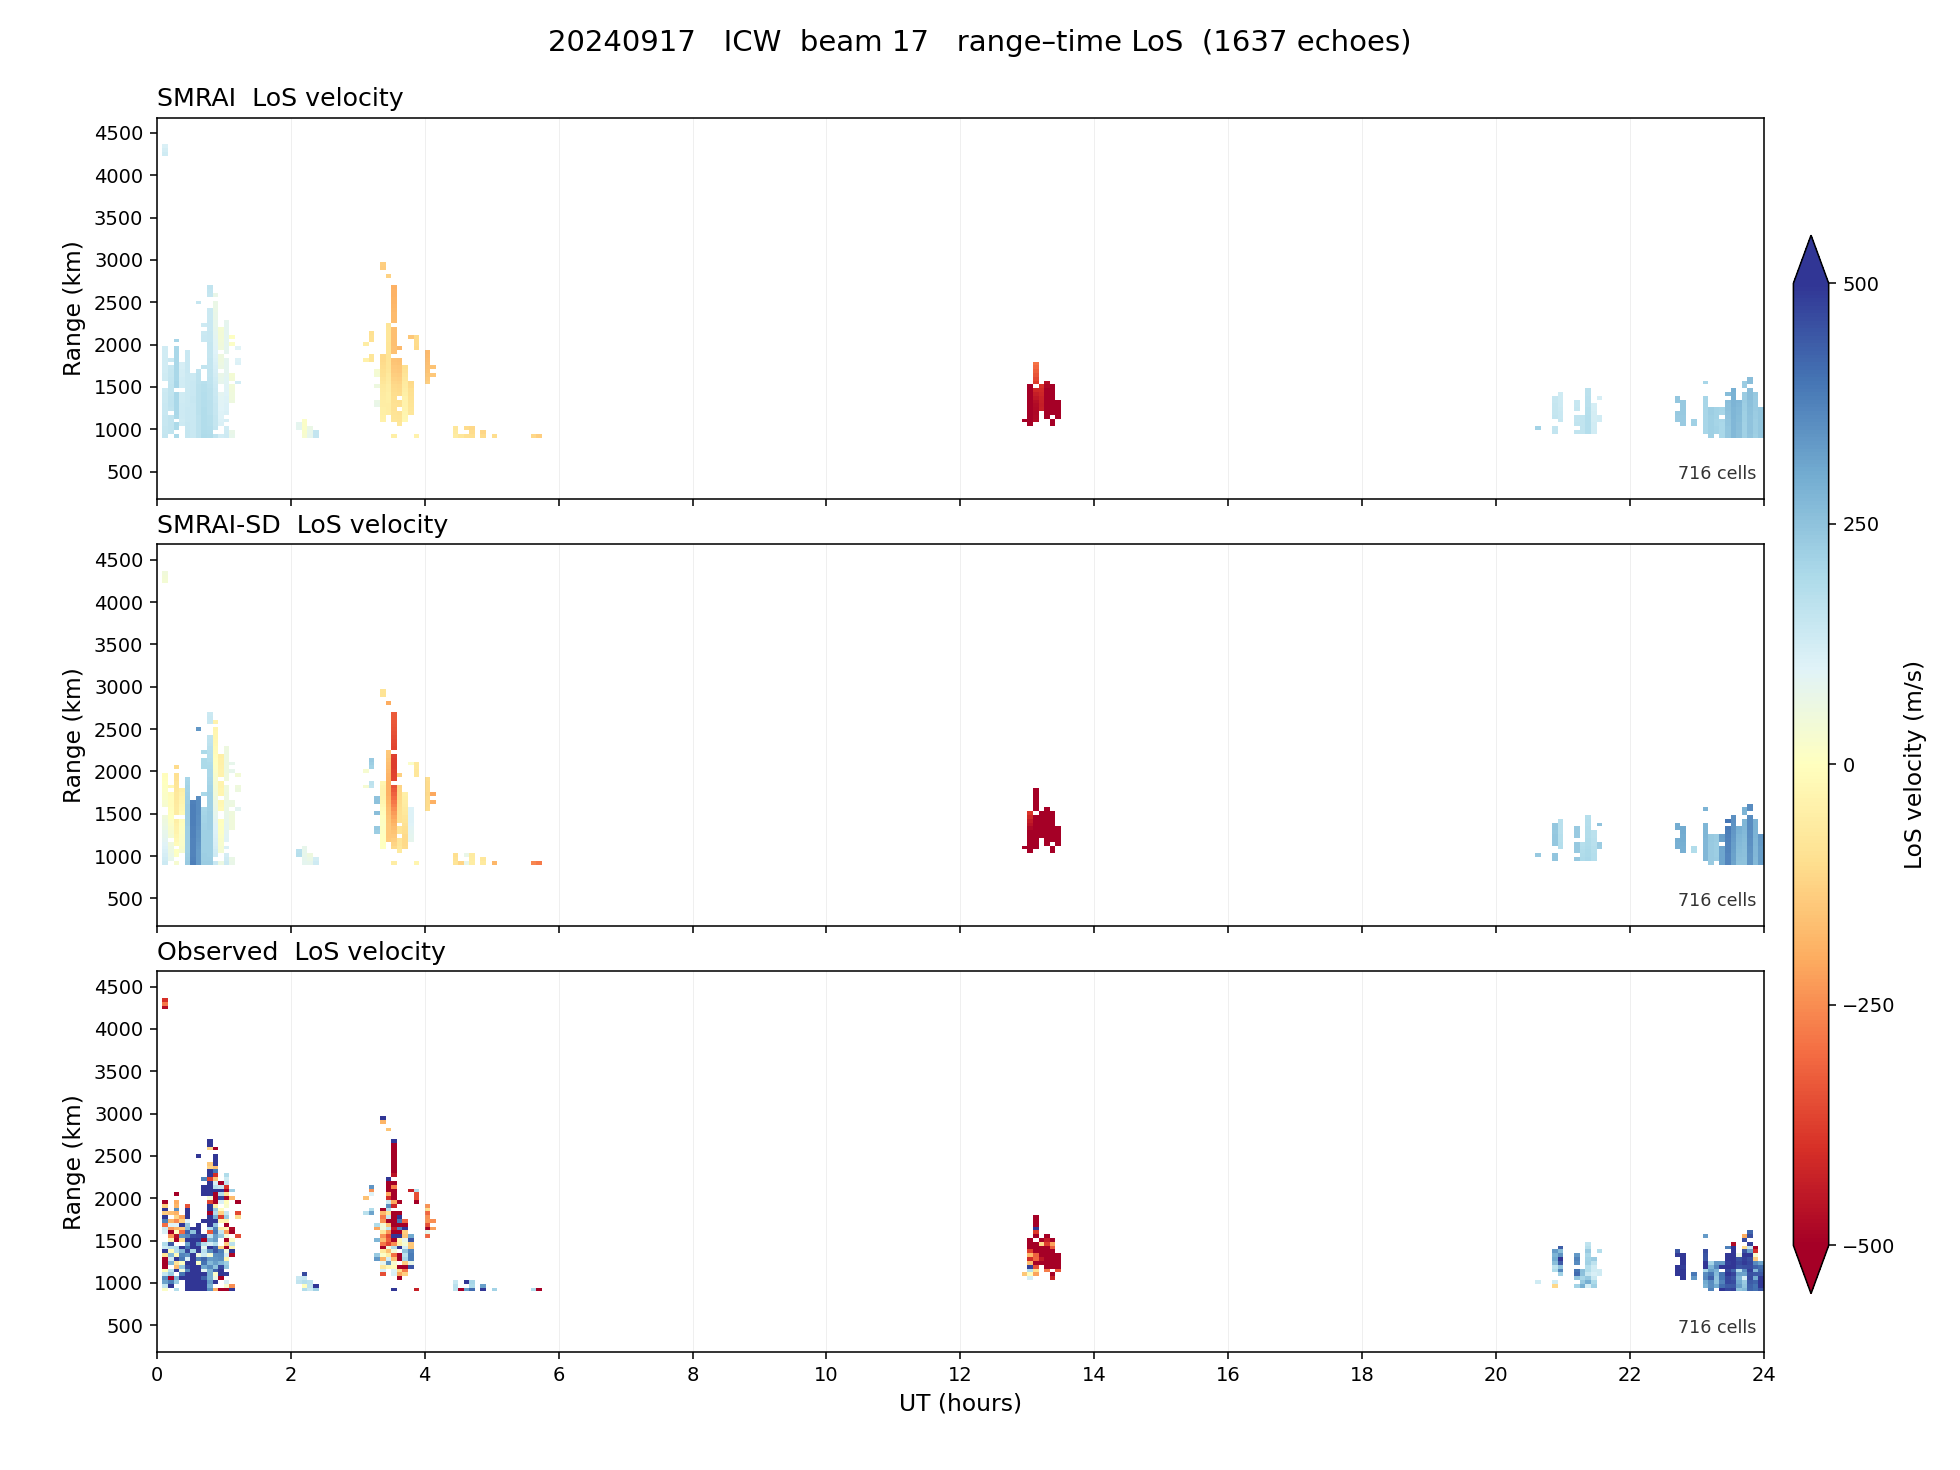 20240917   ICW  beam 17   range–time LoS  (1637 echoes)
SMRAI  LoS velocity
4500
4000
3500
3000
2500
2000
1500
1000
500
Range (km)
716 cells
SMRAI-SD  LoS velocity
4500
4000
3500
3000
2500
2000
1500
1000
500
Range (km)
716 cells
Observed  LoS velocity
4500
4000
3500
3000
2500
2000
1500
1000
500
Range (km)
716 cells
0 2 4 6 8 10 12 14 16 18 20 22 24
UT (hours)
500
250
0
−250
−500
LoS velocity (m/s)